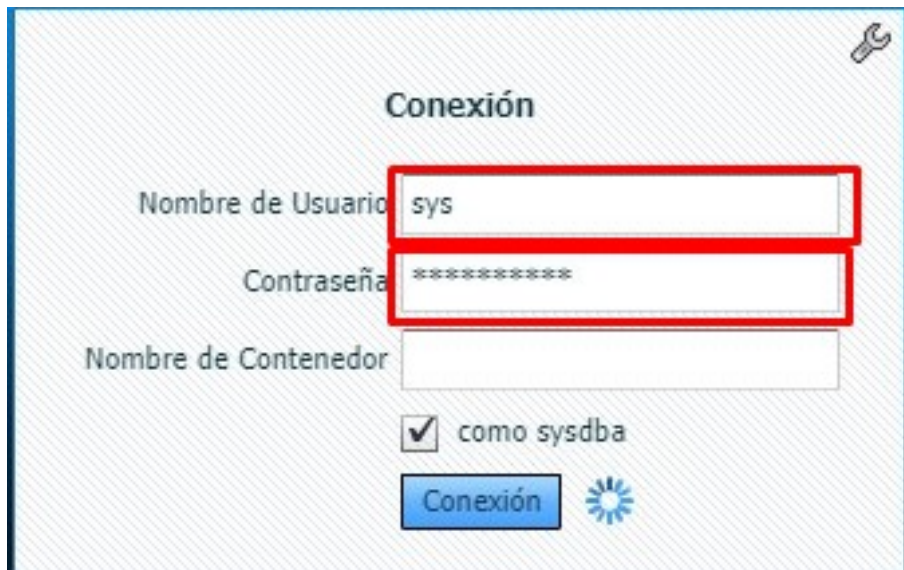 Conexión
Nombre de Usuario sys
Contraseña **********
Nombre de Contenedor
como sysdba
Conexión